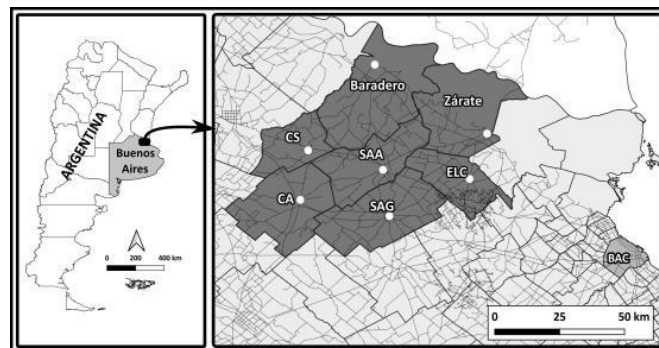 ARGENTINA
Buenos
Aires
0 200 400 km
Baradero
Zárate
CS
SAA
ELC
CA
SAG
BAC
0 25 50 km